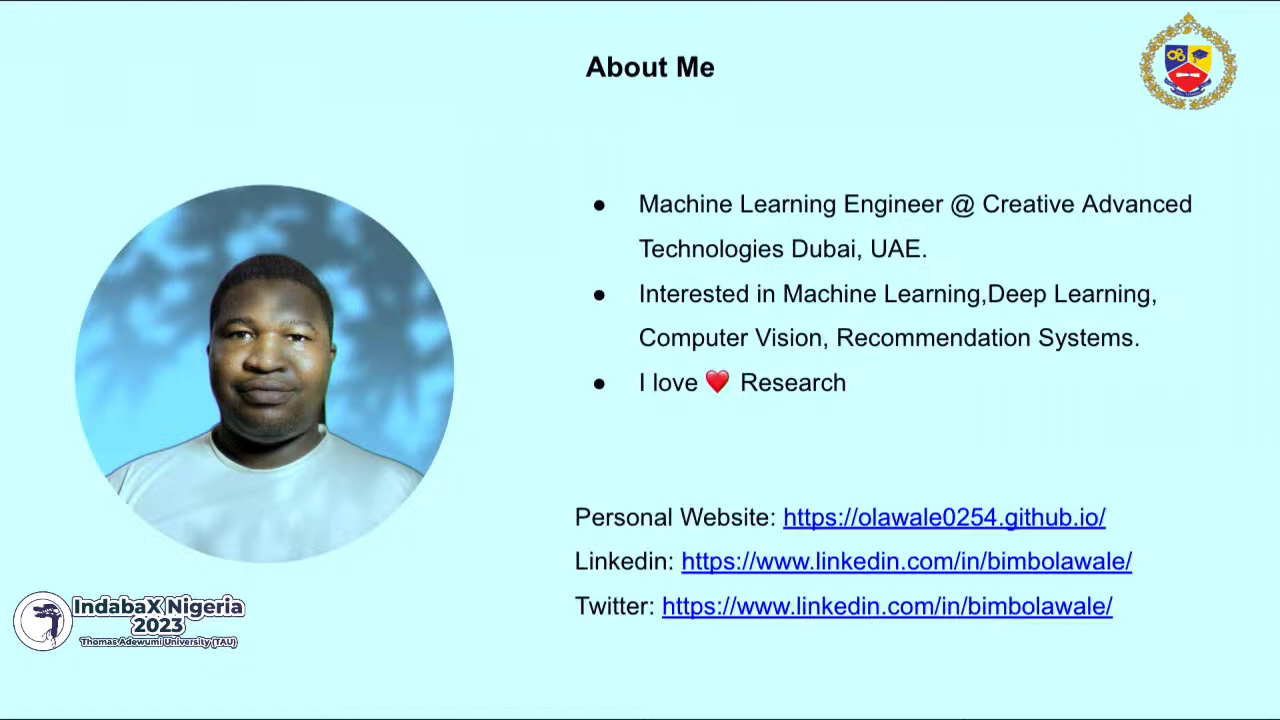 About Me
● Machine Learning Engineer @ Creative Advanced
Technologies Dubai, UAE.
● Interested in Machine Learning,Deep Learning,
Computer Vision, Recommendation Systems.
● I love ❤️ Research
Personal Website: https://olawale0254.github.io/
Linkedin: https://www.linkedin.com/in/bimbolawale/
Twitter: https://www.linkedin.com/in/bimbolawale/
IndabaX Nigeria
2023
Thomas Adewumi University (TAU)